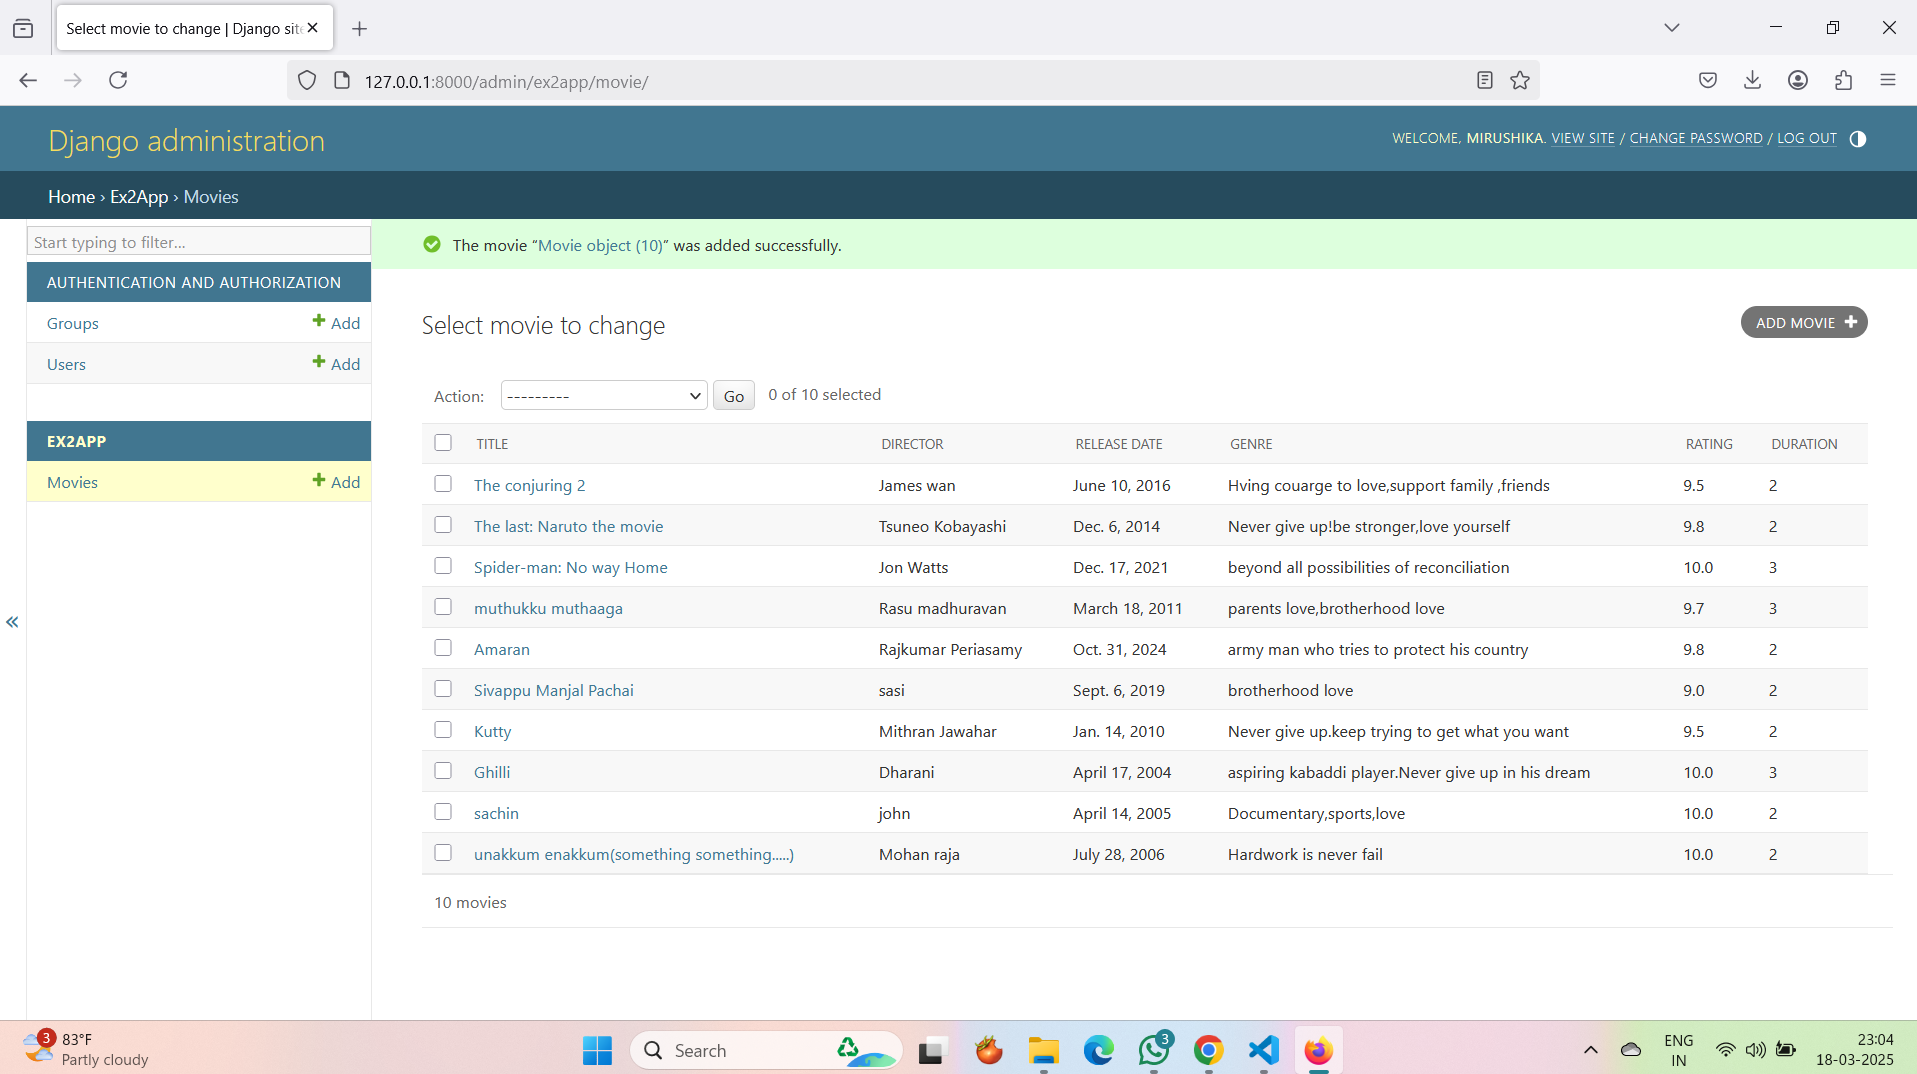 Select movie to change | Django sit
127.0.0.1:8000/admin/ex2app/movie/
Django administration
WELCOME, MIRUSHIKA. VIEW SITE / CHANGE PASSWORD / LOG OUT
Home › Ex2App › Movies
Start typing to filter...
AUTHENTICATION AND AUTHORIZATION
Groups Add
Users Add
EX2APP
Movies Add
The movie “Movie object (10)” was added successfully.
Select movie to change
ADD MOVIE
Action: --------- Go 0 of 10 selected
TITLE DIRECTOR RELEASE DATE GENRE RATING DURATION
The conjuring 2 James wan June 10, 2016 Hving couarge to love,support family ,friends 9.5 2
The last: Naruto the movie Tsuneo Kobayashi Dec. 6, 2014 Never give up!be stronger,love yourself 9.8 2
Spider-man: No way Home Jon Watts Dec. 17, 2021 beyond all possibilities of reconciliation 10.0 3
muthukku muthaaga Rasu madhuravan March 18, 2011 parents love,brotherhood love 9.7 3
Amaran Rajkumar Periasamy Oct. 31, 2024 army man who tries to protect his country 9.8 2
Sivappu Manjal Pachai sasi Sept. 6, 2019 brotherhood love 9.0 2
Kutty Mithran Jawahar Jan. 14, 2010 Never give up.keep trying to get what you want 9.5 2
Ghilli Dharani April 17, 2004 aspiring kabaddi player.Never give up in his dream 10.0 3
sachin john April 14, 2005 Documentary,sports,love 10.0 2
unakkum enakkum(something something.....) Mohan raja July 28, 2006 Hardwork is never fail 10.0 2
10 movies
3
83°F
Partly cloudy
Search
3
ENG
IN
23:04
18-03-2025